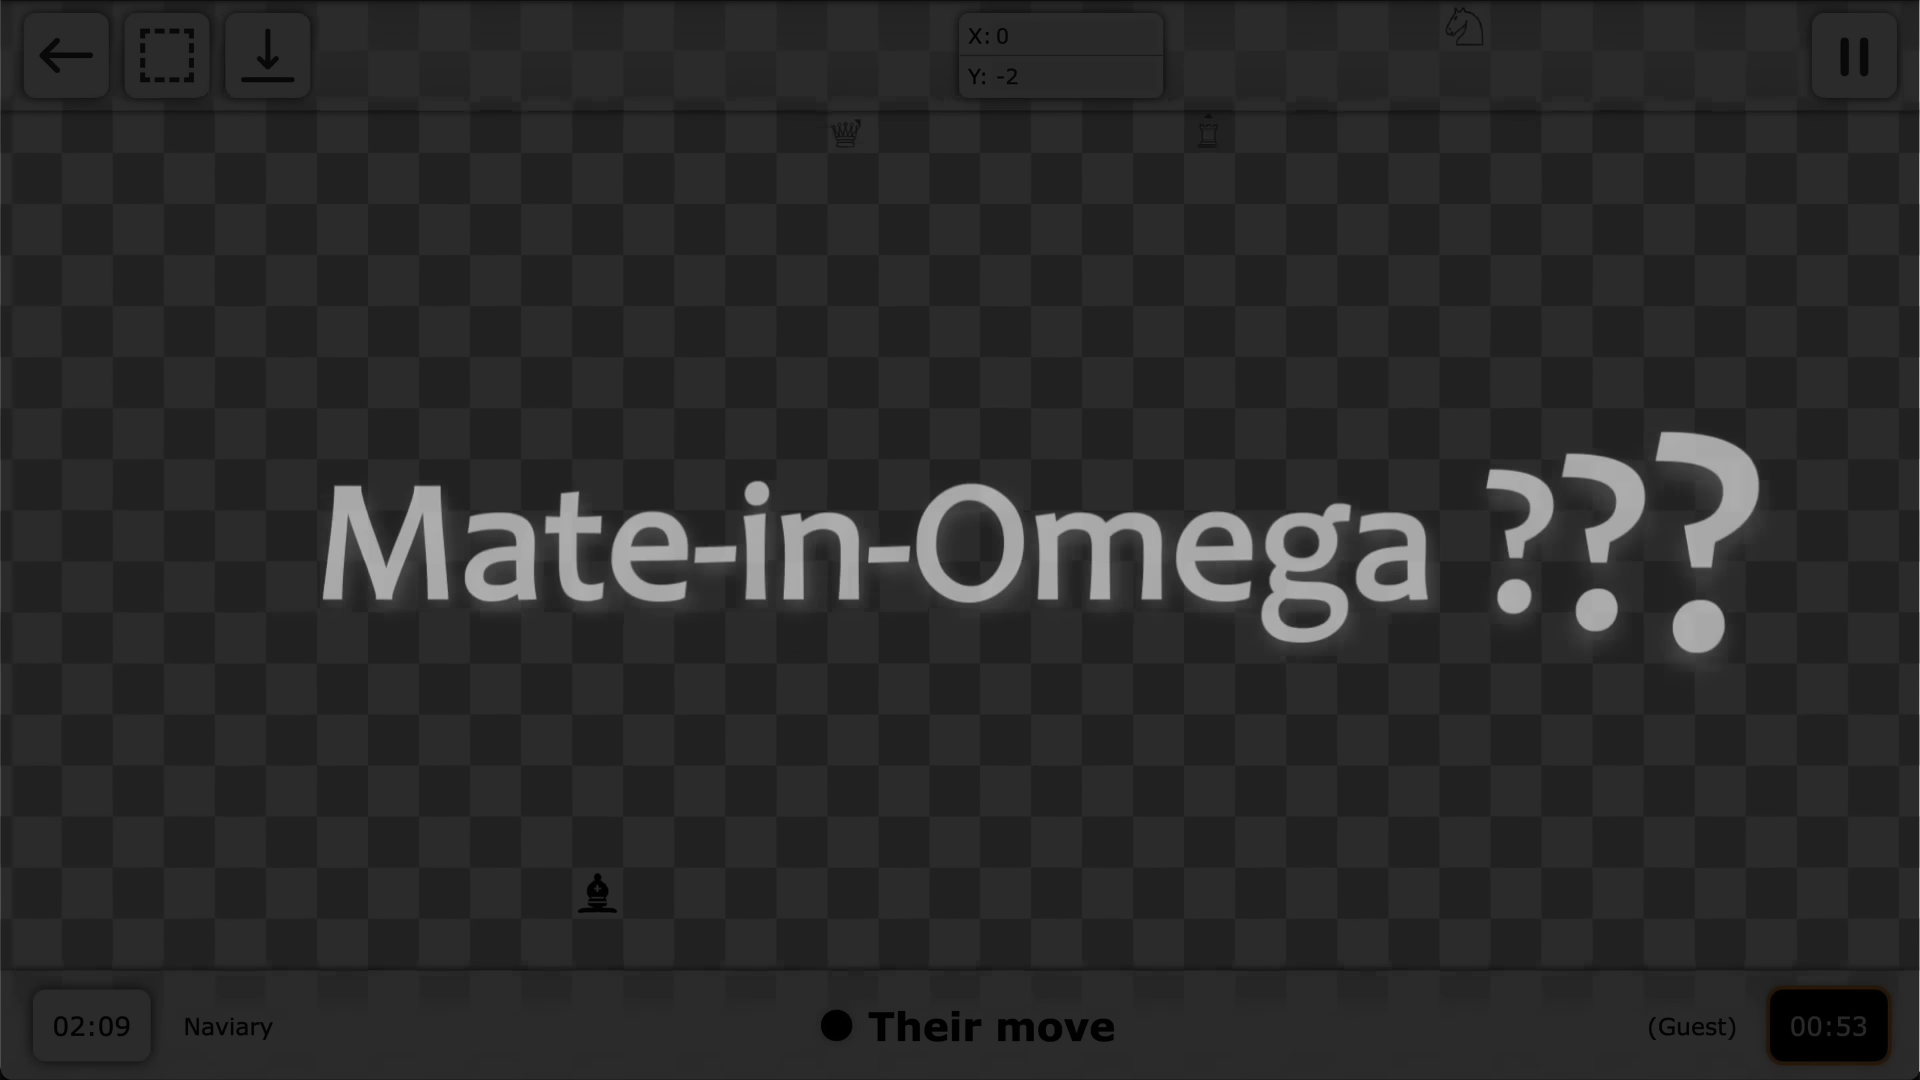 X: 0
Y: -2
Mate-in-Omega ???
02:09
Naviary
Their move
(Guest)
00:53